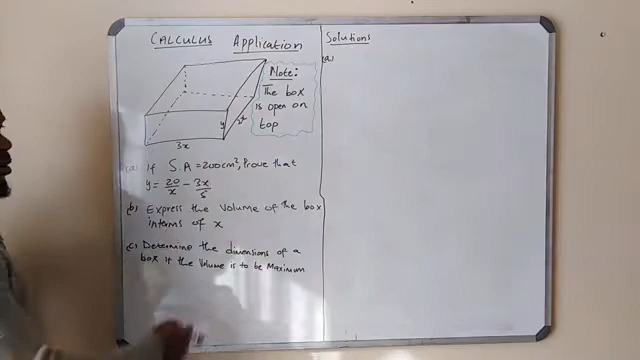 CALCULUS Application
Note:
The box
is open on
top
y
2x
3x
(a) If S.A = 200cm², Prove that
y = 20/x - 3x/5
(b) Express the Volume of the box
interms of x
(c) Determine the dimensions of a
box if the Volume is to be Maximum
Solutions
(a)